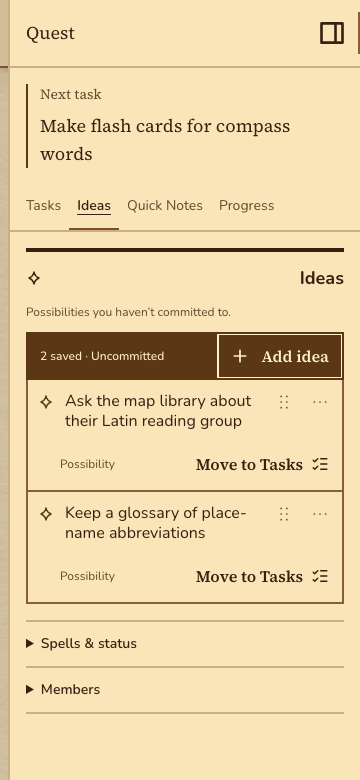 Quest
Next task
Make flash cards for compass
words
Tasks Ideas Quick Notes Progress
Ideas
Possibilities you haven’t committed to.
2 saved · Uncommitted
Add idea
Ask the map library about
their Latin reading group
Possibility
Move to Tasks
Keep a glossary of place-
name abbreviations
Possibility
Move to Tasks
Spells & status
Members